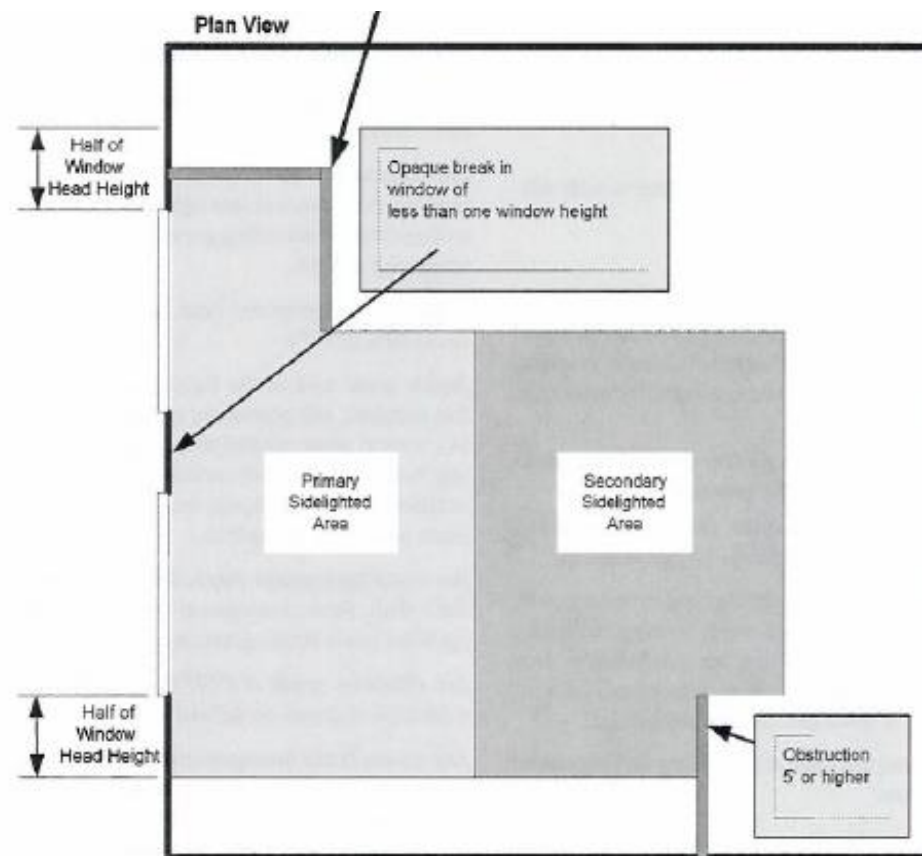 Plan View
Half of
Window
Head Height
Opaque break in
window of
less than one window height
Primary
Sidelighted
Area
Secondary
Sidelighted
Area
Half of
Window
Head Height
Obstruction
5' or higher